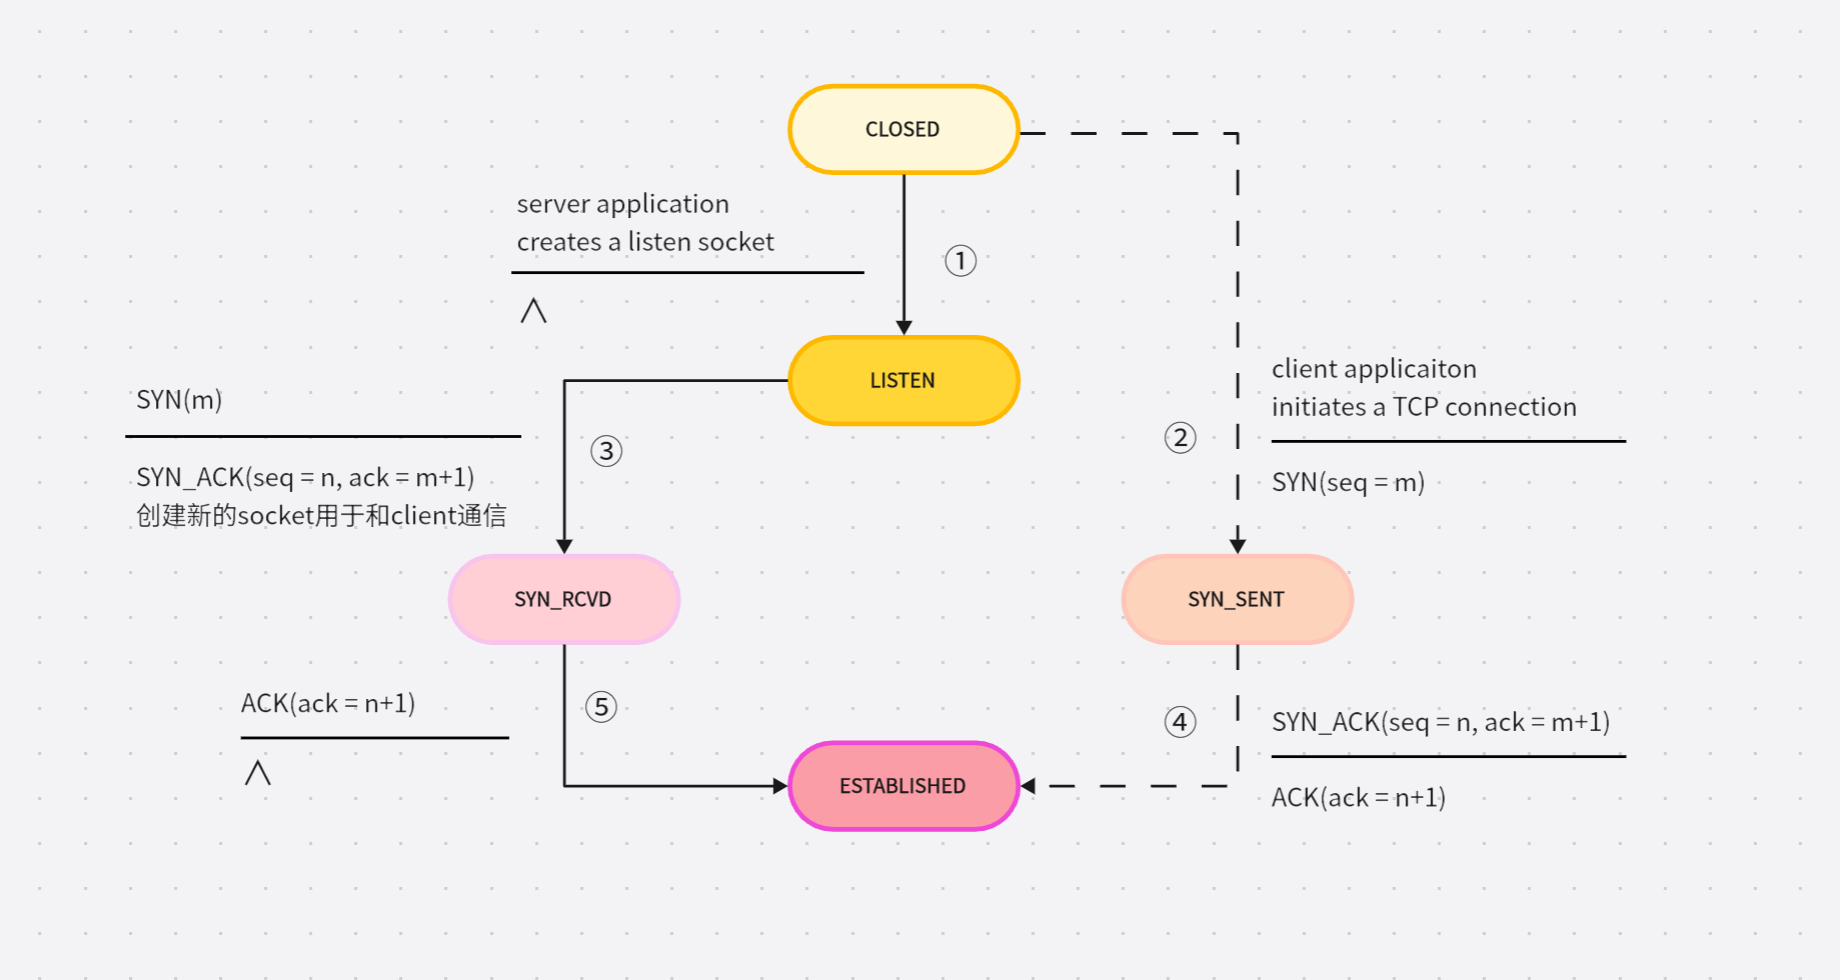 CLOSED
server application
creates a listen socket
①
∧
LISTEN
client applicaiton
initiates a TCP connection
SYN(m)
③
②
SYN_ACK(seq = n, ack = m+1)
创建新的socket用于和client通信
SYN(seq = m)
SYN_RCVD
SYN_SENT
ACK(ack = n+1)
⑤
④
SYN_ACK(seq = n, ack = m+1)
∧
ESTABLISHED
ACK(ack = n+1)